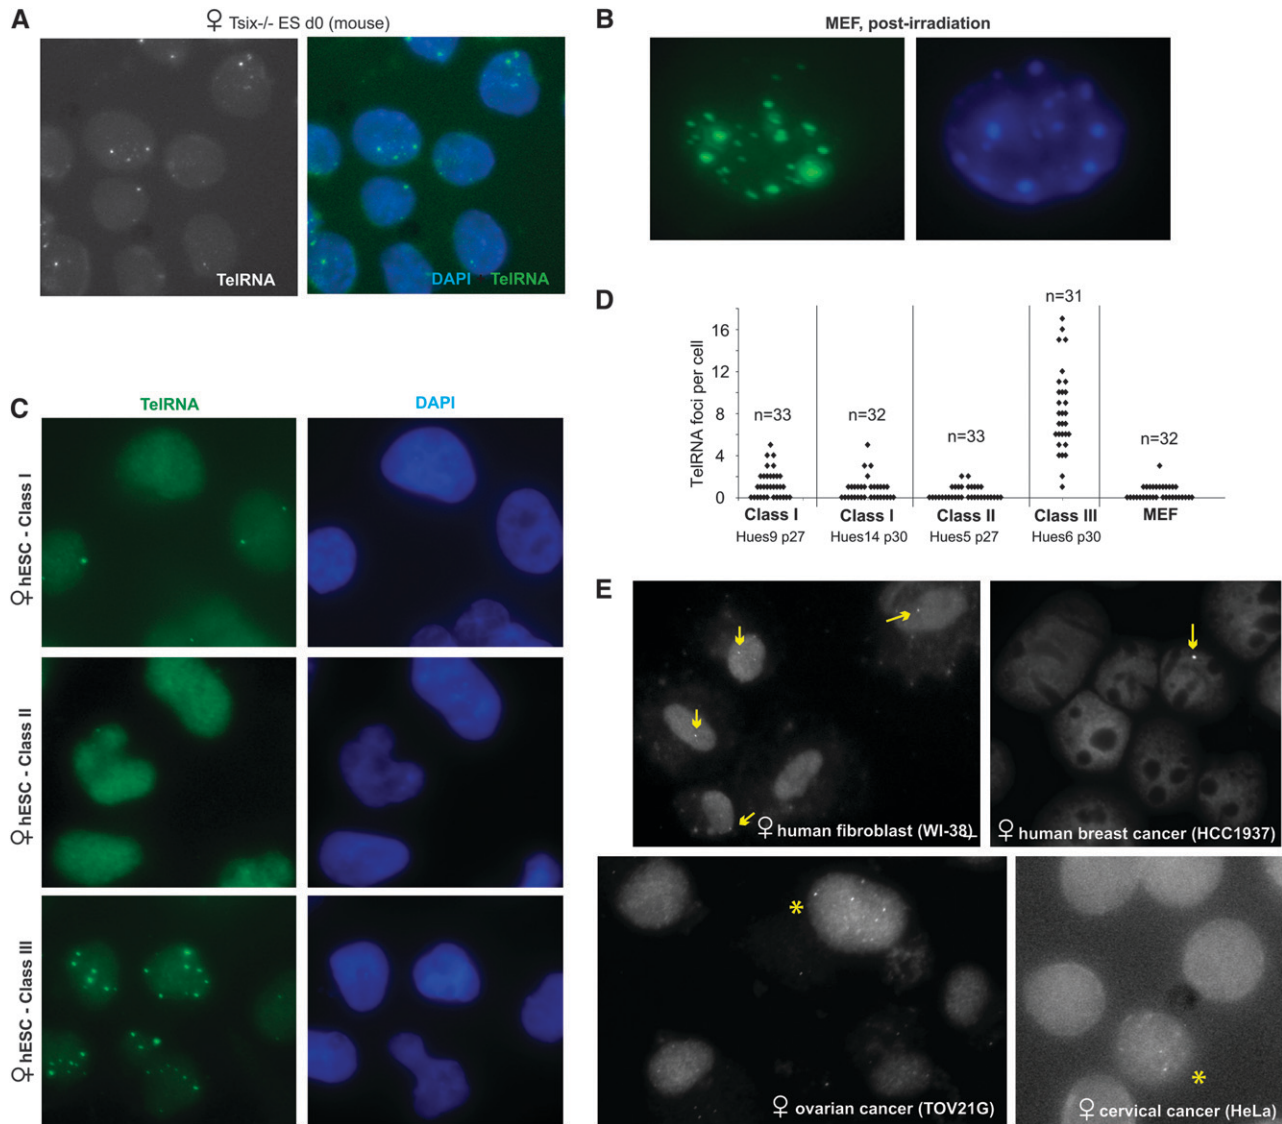 A
♀ Tsix-/- ES d0 (mouse)
TelRNA
DAPI TelRNA
B
MEF, post-irradiation
C
TelRNA
DAPI
♀hESC - Class I
♀hESC - Class II
♀hESC - Class III
D
TelRNA foci per cell
16
12
8
4
0
n=33
n=32
n=33
n=31
n=32
Class I
Class I
Class II
Class III
MEF
Hues9 p27
Hues14 p30
Hues5 p27
Hues6 p30
E
♀ human fibroblast (WI-38)
♀ human breast cancer (HCC1937)
*
♀ ovarian cancer (TOV21G)
*
♀ cervical cancer (HeLa)